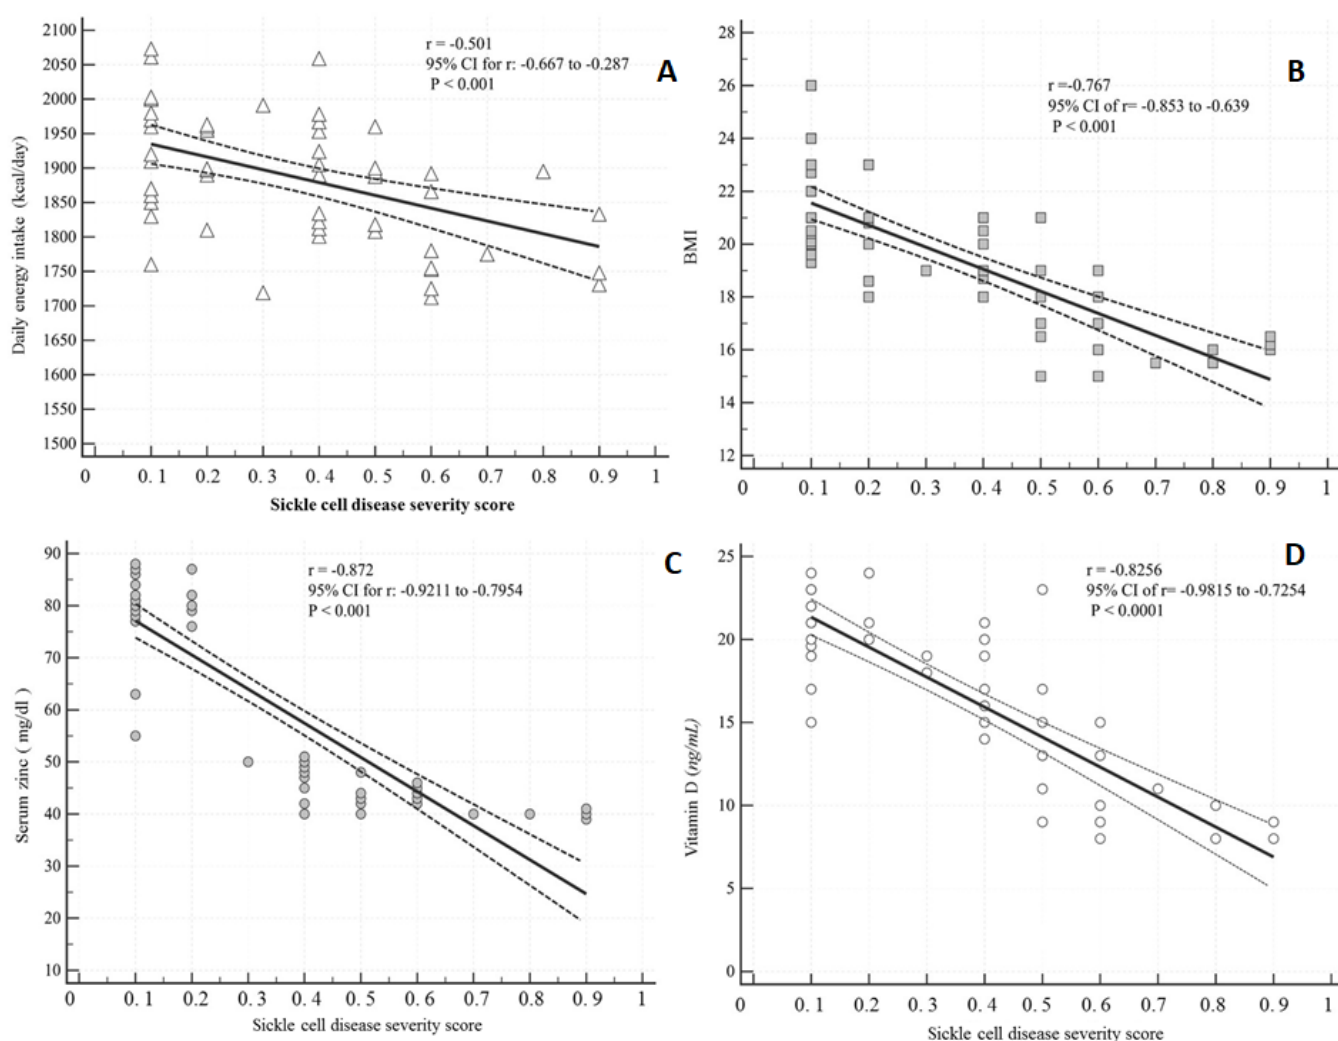 2100
2050
2000
1950
1900
1850
1800
1750
1700
1650
1600
1550
1500
Daily energy intake (kcal/day)
r = -0.501
95% CI for r: -0.667 to -0.287
P < 0.001
A
0 0. 1 0.2 0.3 0.4 0.5 0.6 0.7 0.8 0.9 1
Sickle cell disease severity score
28
26
24
22
20
18
16
14
12
BMI
r =-0.767
95% CI of r= -0.853 to -0.639
P < 0.001
B
0 0. 1 0.2 0.3 0.4 0.5 0. 6 0.7 0.8 0.9 1
90
80
70
60
50
40
30
20
10
Serum zinc ( mg/dl )
r = -0.872
95% CI for r: -0.9211 to -0.7954
P < 0.001
C
0 0. 1 0.2 0.3 0. 4 0.5 0. 6 0.7 0.8 0.9 1
Sickle cell disease severity score
25
20
15
10
5
0
Vitamin D (ng/mL)
r = -0.8256
95% CI of r= -0.9815 to -0.7254
P < 0.0001
D
0 0. 1 0.2 0.3 0.4 0.5 0. 6 0.7 0.8 0. 9 1
Sickle cell disease severity score